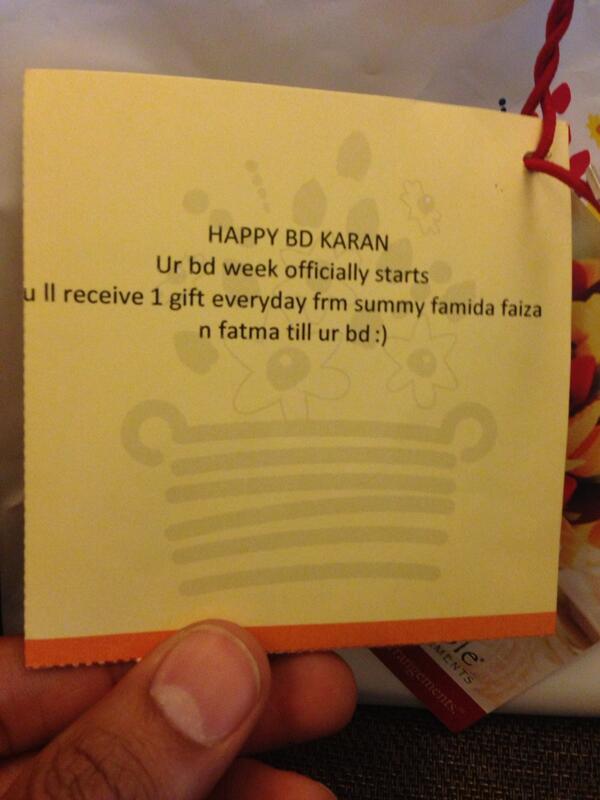 HAPPY BD KARAN
Ur bd week officially starts
u ll receive 1 gift everyday frm summy famida faiza
n fatma till ur bd :)
rrangements.